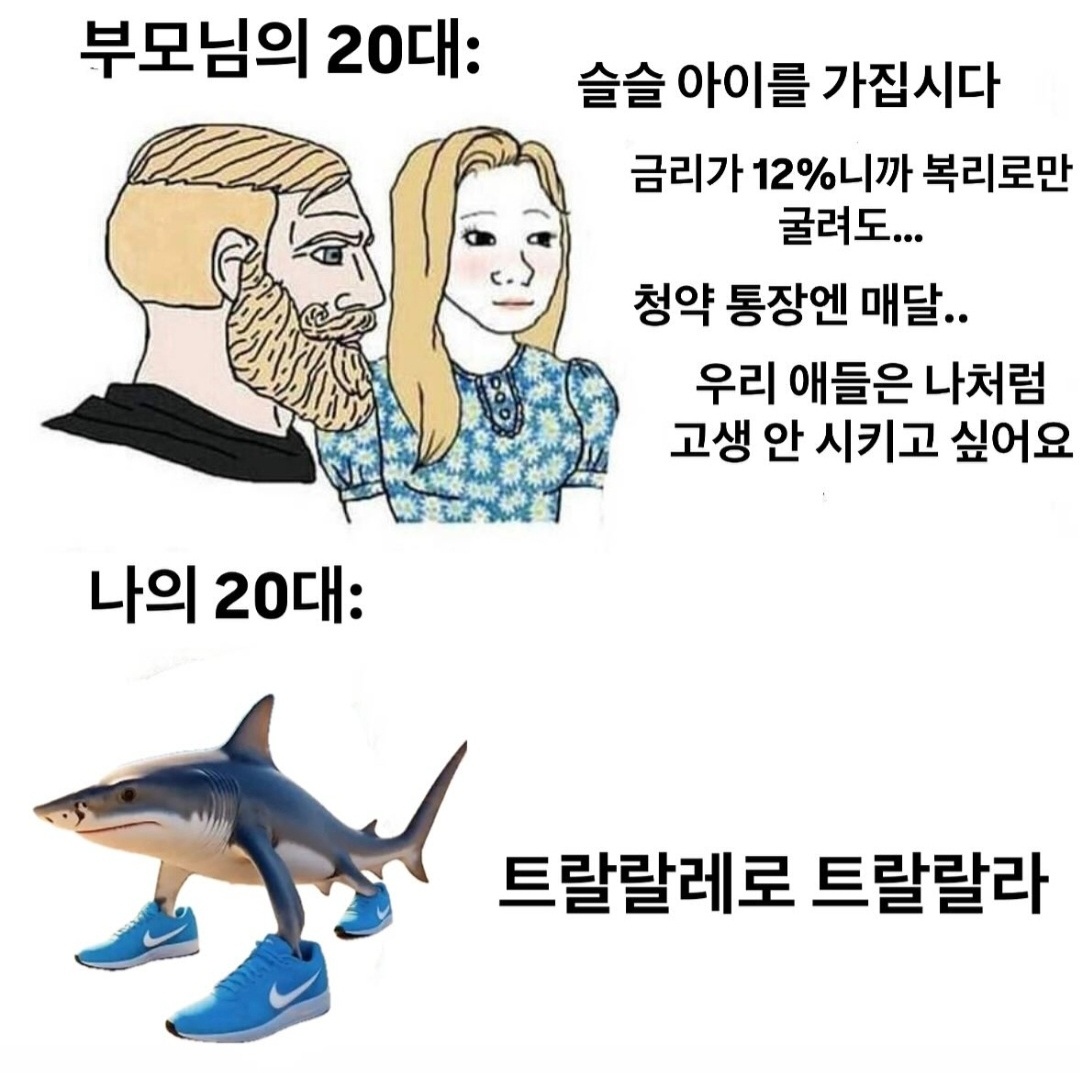 부모님의 20대:
슬슬 아이를 가집시다
금리가 12%니까 복리로만
굴려도...
청약 통장엔 매달..
우리 애들은 나처럼
고생 안 시키고 싶어요
나의 20대:
트랄랄레로 트랄랄라